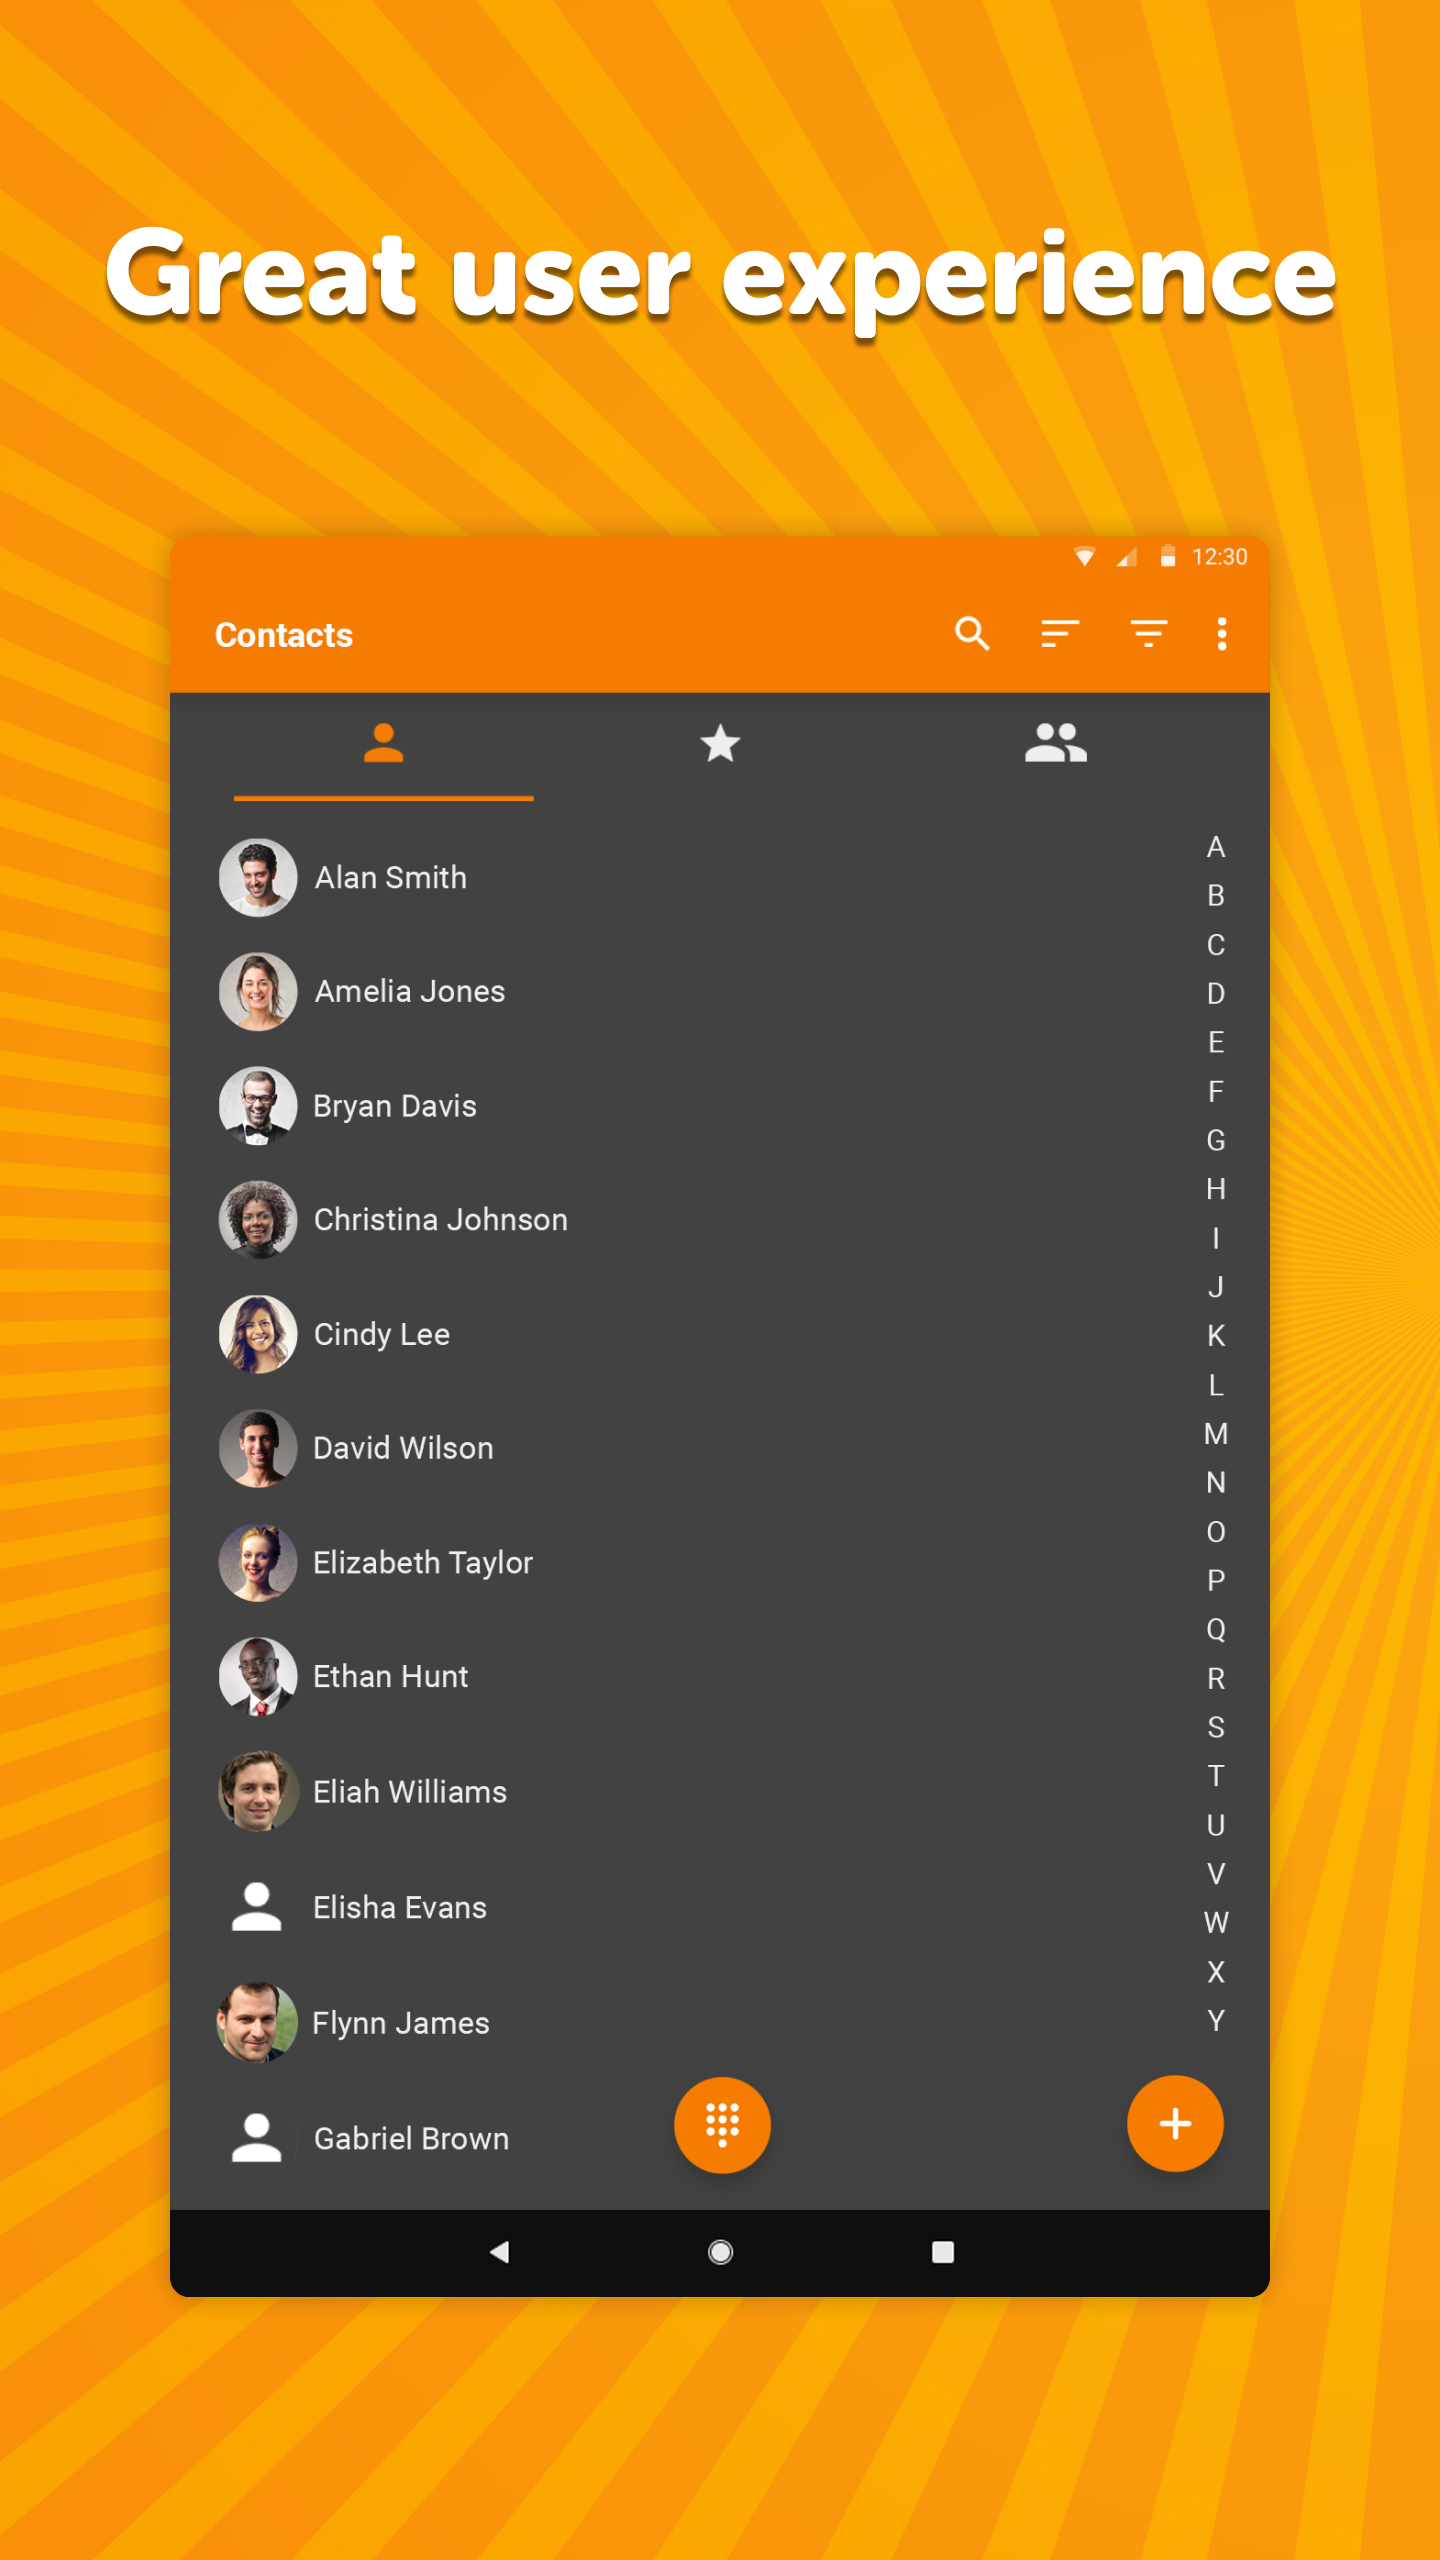 Great user experience
12:30
Contacts
Alan Smith
Amelia Jones
Bryan Davis
Christina Johnson
Cindy Lee
David Wilson
Elizabeth Taylor
Ethan Hunt
Eliah Williams
Elisha Evans
Flynn James
Gabriel Brown
A
B
C
D
E
F
G
H
I
J
K
L
M
N
O
P
Q
R
S
T
U
V
W
X
Y